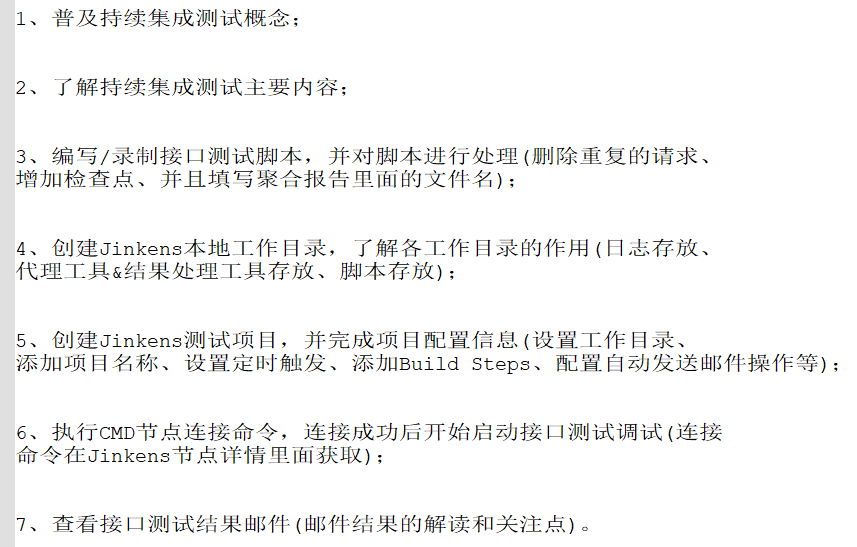 1、普及持续集成测试概念;
2、了解持续集成测试主要内容;
3、编写/录制接口测试脚本，并对脚本进行处理(删除重复的请求、
增加检查点、并且填写聚合报告里面的文件名);
4、创建Jinkens本地工作目录，了解各工作目录的作用(日志存放、
代理工具&结果处理工具存放、脚本存放);
5、创建Jinkens测试项目，并完成项目配置信息(设置工作目录、
添加项目名称、设置定时触发、添加Build Steps、配置自动发送邮件操作等);
6、执行CMD节点连接命令，连接成功后开始启动接口测试调试(连接
命令在Jinkens节点详情里面获取);
7、查看接口测试结果邮件(邮件结果的解读和关注点)。